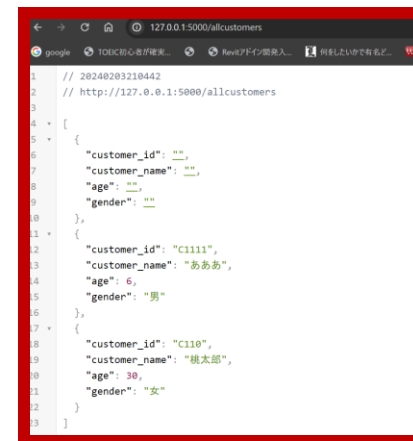 127.0.0.1:5000/allcustomers
google TOEIC初心者が確実... Revitアドイン開発入... 何をしたいかで有名ど...
1 // 20240203210442
2 // http://127.0.0.1:5000/allcustomers
3
4 [
5 {
6 "customer_id": "",
7 "customer_name": "",
8 "age": "",
9 "gender": ""
10 },
11 {
12 "customer_id": "C1111",
13 "customer_name": "あああ",
14 "age": 6,
15 "gender": "男"
16 },
17 {
18 "customer_id": "C110",
19 "customer_name": "桃太郎",
20 "age": 30,
21 "gender": "女"
22 }
23 ]